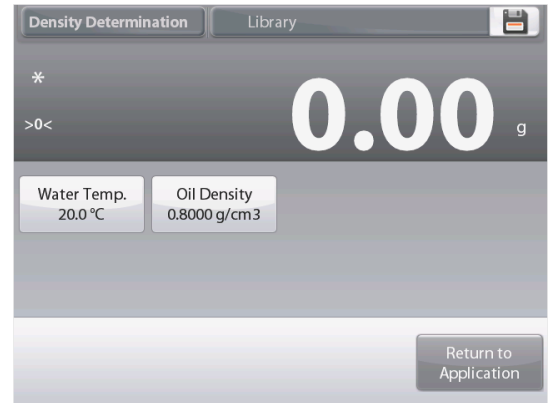 Density Determination Library
*
>0<
0.00 g
Water Temp.
20.0 °C
Oil Density
0.8000 g/cm3
Return to
Application